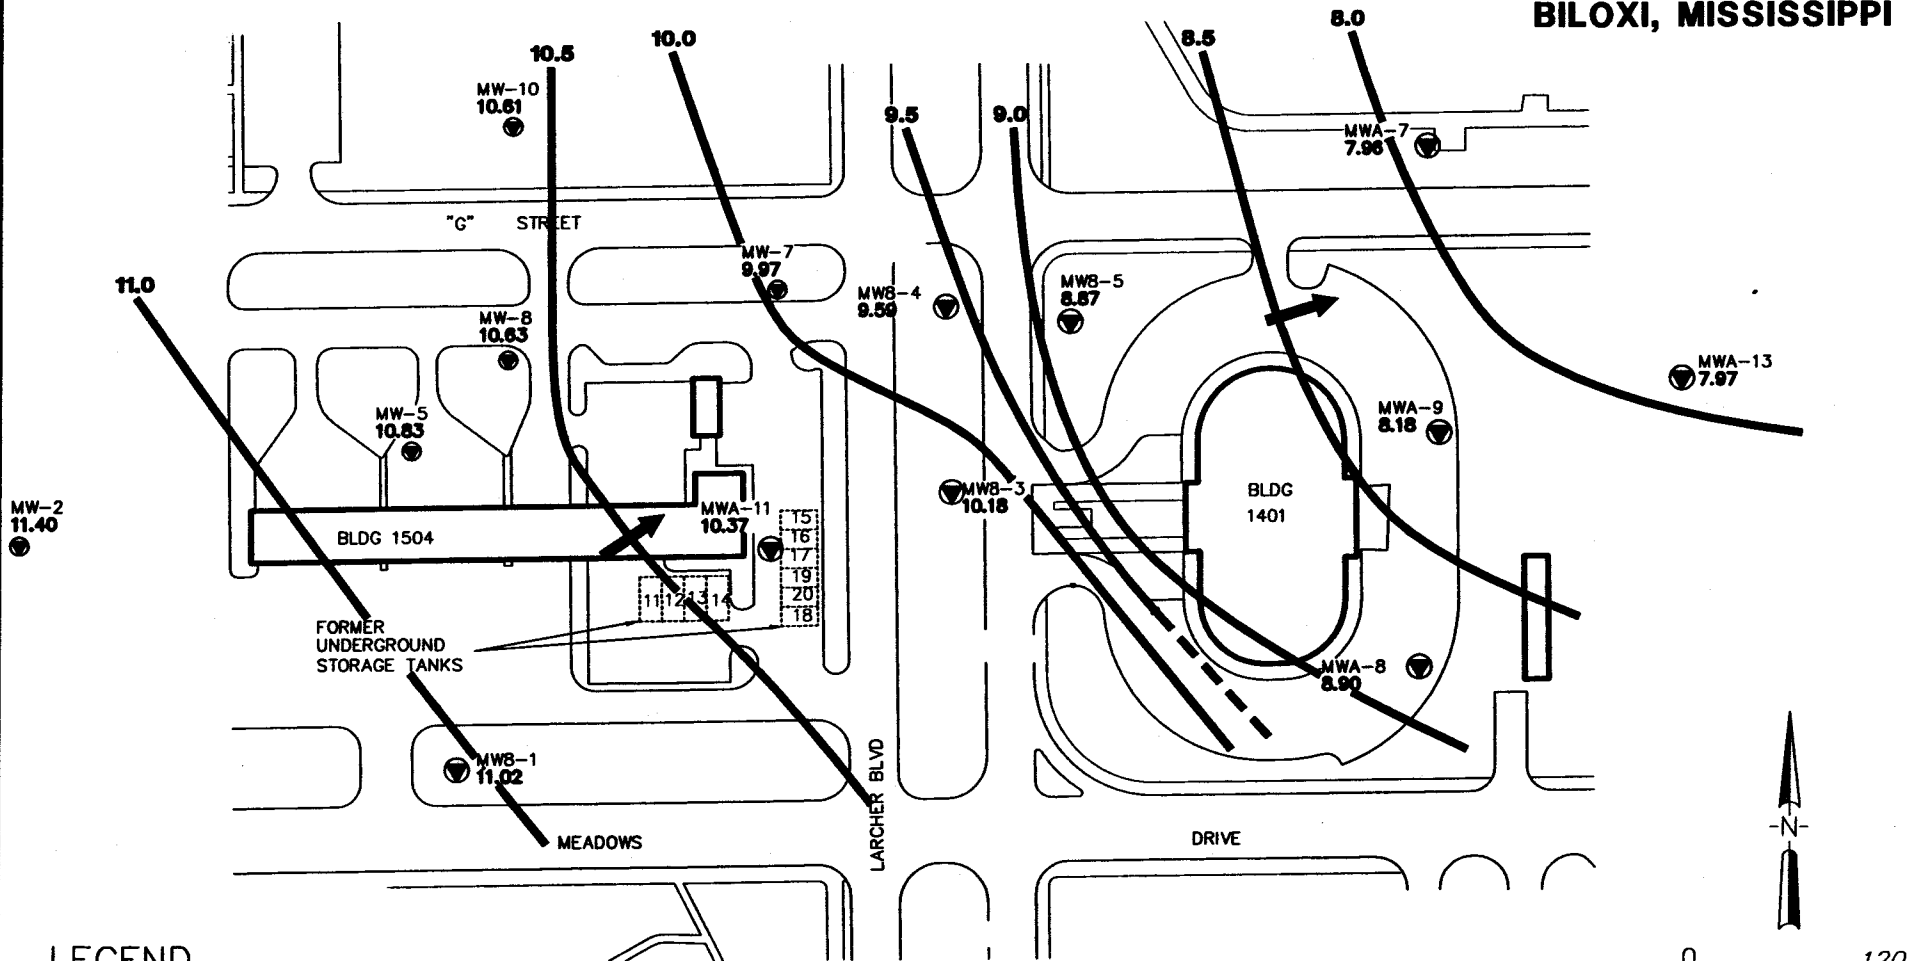 BILOXI, MISSISSIPPI
8.0
8.5
10.0
10.5
MW-10
10.61
9.5
9.0
MWA-7
7.96
"G" STREET
MW-7
9.97
11.0
MW8-4
9.59
MW8-5
8.87
MW-8
10.63
MWA-13
7.97
MW-5
10.83
MWA-9
8.18
MW-2
11.40
MWA-11
10.37
MW8-3
10.18
BLDG
1401
BLDG 1504
15
16
17
19
20
18
11 12 13 14
FORMER
UNDERGROUND
STORAGE TANKS
MWA-8
8.90
MW8-1
11.02
LARCHER BLVD
MEADOWS
DRIVE
-N-
LEGEND
0
120